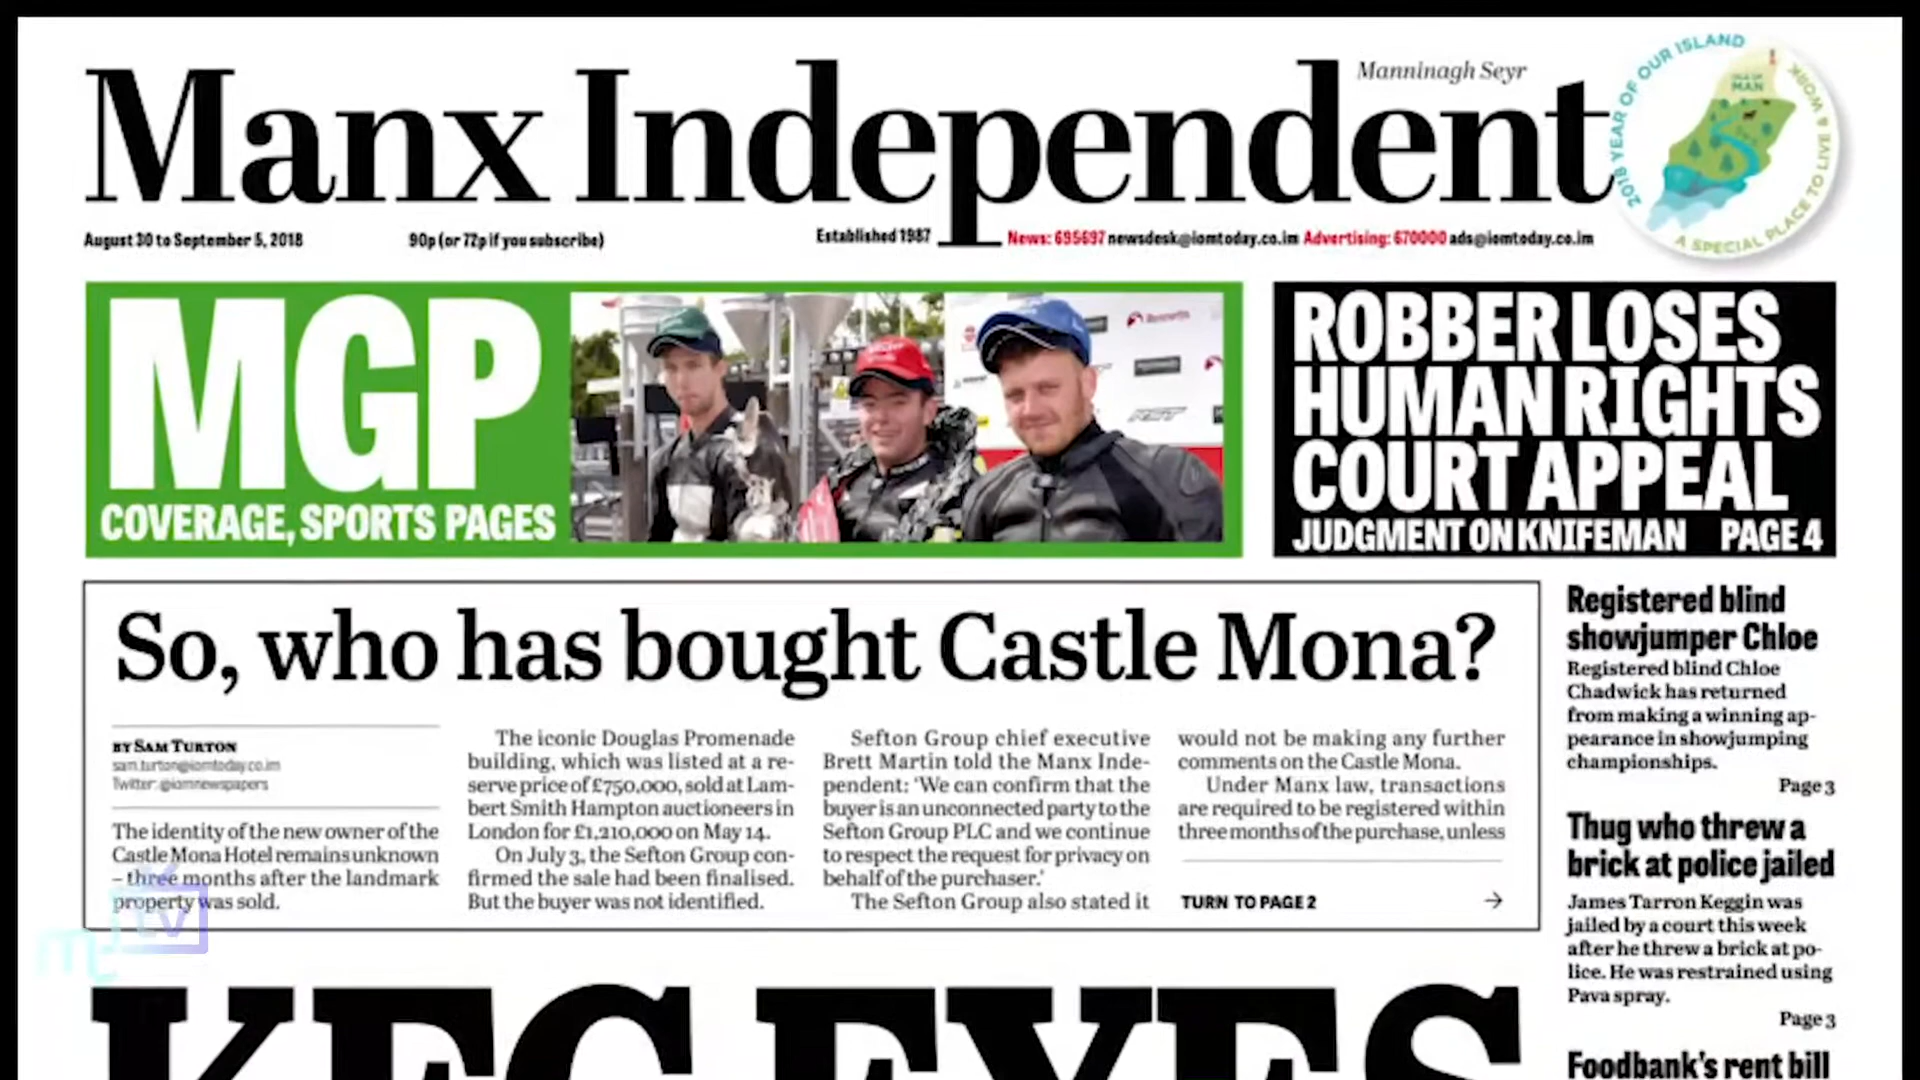 Manninagh Seyr
Manx Independent
2018 YEAR OF OUR ISLAND
ISLE OF
MAN
A SPECIAL PLACE TO LIVE & WORK
August 30 to September 5, 2018
90p (or 72p if you subscribe)
Established 1987
News: 695697 newsdesk@iomtoday.co.im Advertising: 670000 ads@iomtoday.co.im
MGP
COVERAGE, SPORTS PAGES
ROBBER LOSES
HUMAN RIGHTS
COURT APPEAL
JUDGMENT ON KNIFEMAN PAGE 4
So, who has bought Castle Mona?
BY SAM TURTON
sam.turton@iomtoday.co.im
Twitter: @iomnewspapers
The identity of the new owner of the
Castle Mona Hotel remains unknown
– three months after the landmark
property was sold.
The iconic Douglas Promenade
building, which was listed at a re-
serve price of £750,000, sold at Lam-
bert Smith Hampton auctioneers in
London for £1,210,000 on May 14.
On July 3, the Sefton Group con-
firmed the sale had been finalised.
But the buyer was not identified.
Sefton Group chief executive
Brett Martin told the Manx Inde-
pendent: 'We can confirm that the
buyer is an unconnected party to the
Sefton Group PLC and we continue
to respect the request for privacy on
behalf of the purchaser.'
The Sefton Group also stated it
would not be making any further
comments on the Castle Mona.
Under Manx law, transactions
are required to be registered within
three months of the purchase, unless
TURN TO PAGE 2
Registered blind
showjumper Chloe
Registered blind Chloe
Chadwick has returned
from making a winning ap-
pearance in showjumping
championships.
Page 3
Thug who threw a
brick at police jailed
James Tarron Keggin was
jailed by a court this week
after he threw a brick at po-
lice. He was restrained using
Pava spray.
Page 3
Foodbank's rent bill
KFC EYES
tv